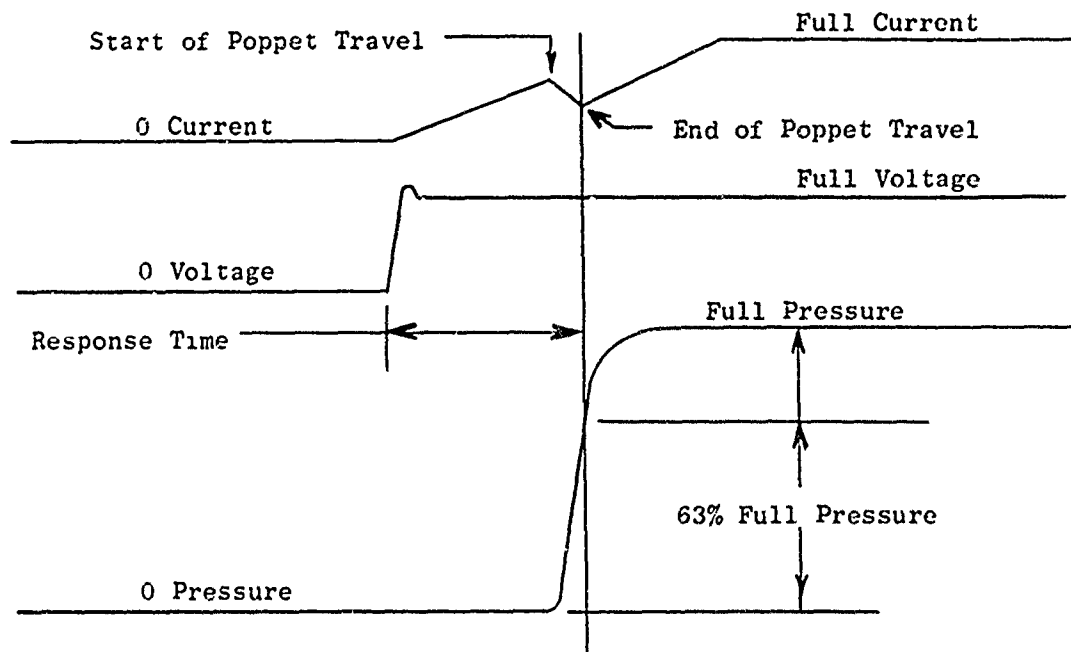 Full Current
Start of Poppet Travel
0 Current
End of Poppet Travel
Full Voltage
0 Voltage
Full Pressure
Response Time
63% Full Pressure
0 Pressure